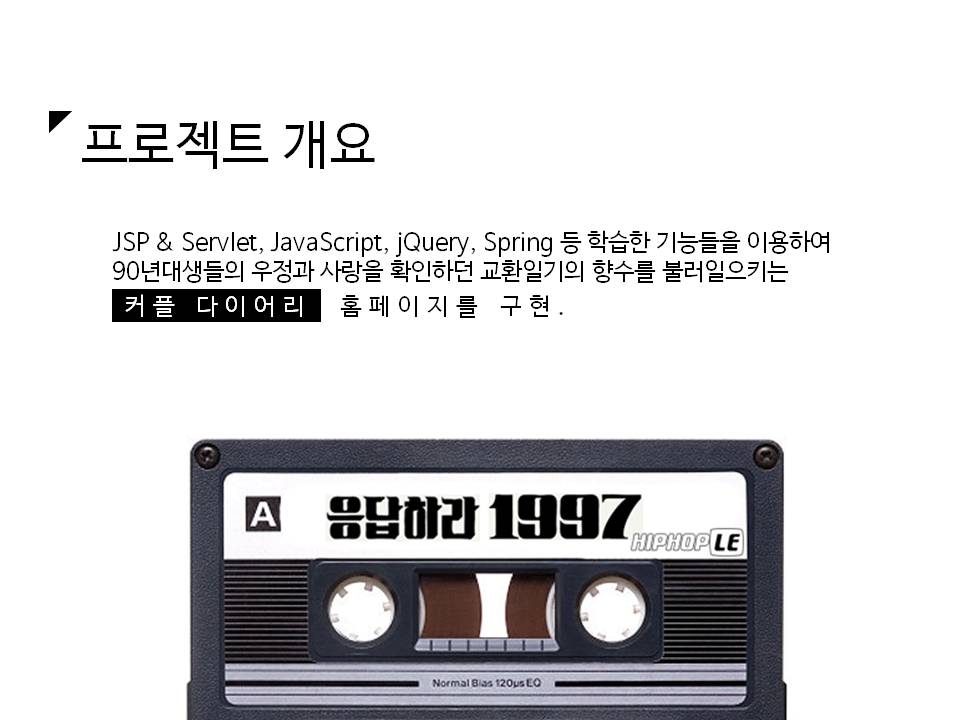 프로젝트 개요
JSP & Servlet, JavaScript, jQuery, Spring 등 학습한 기능들을 이용하여
90년대생들의 우정과 사랑을 확인하던 교환일기의 향수를 불러일으키는
커플 다이어리 홈페이지를 구현.
A 응답하라 1997
HIPHOP LE
Normal Bias 120μs EQ